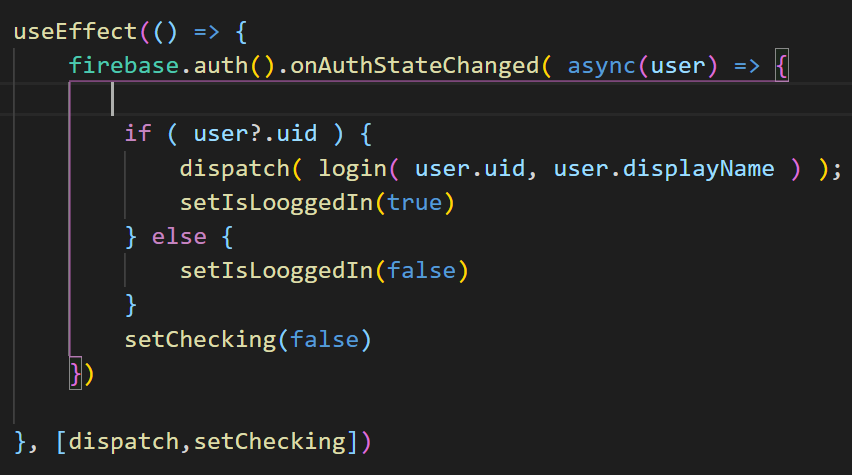 useEffect(() => {
firebase.auth().onAuthStateChanged( async(user) => {
if ( user?.uid ) {
dispatch( login( user.uid, user.displayName ) );
setIsLooggedIn(true)
} else {
setIsLooggedIn(false)
}
setChecking(false)
})
}, [dispatch,setChecking])